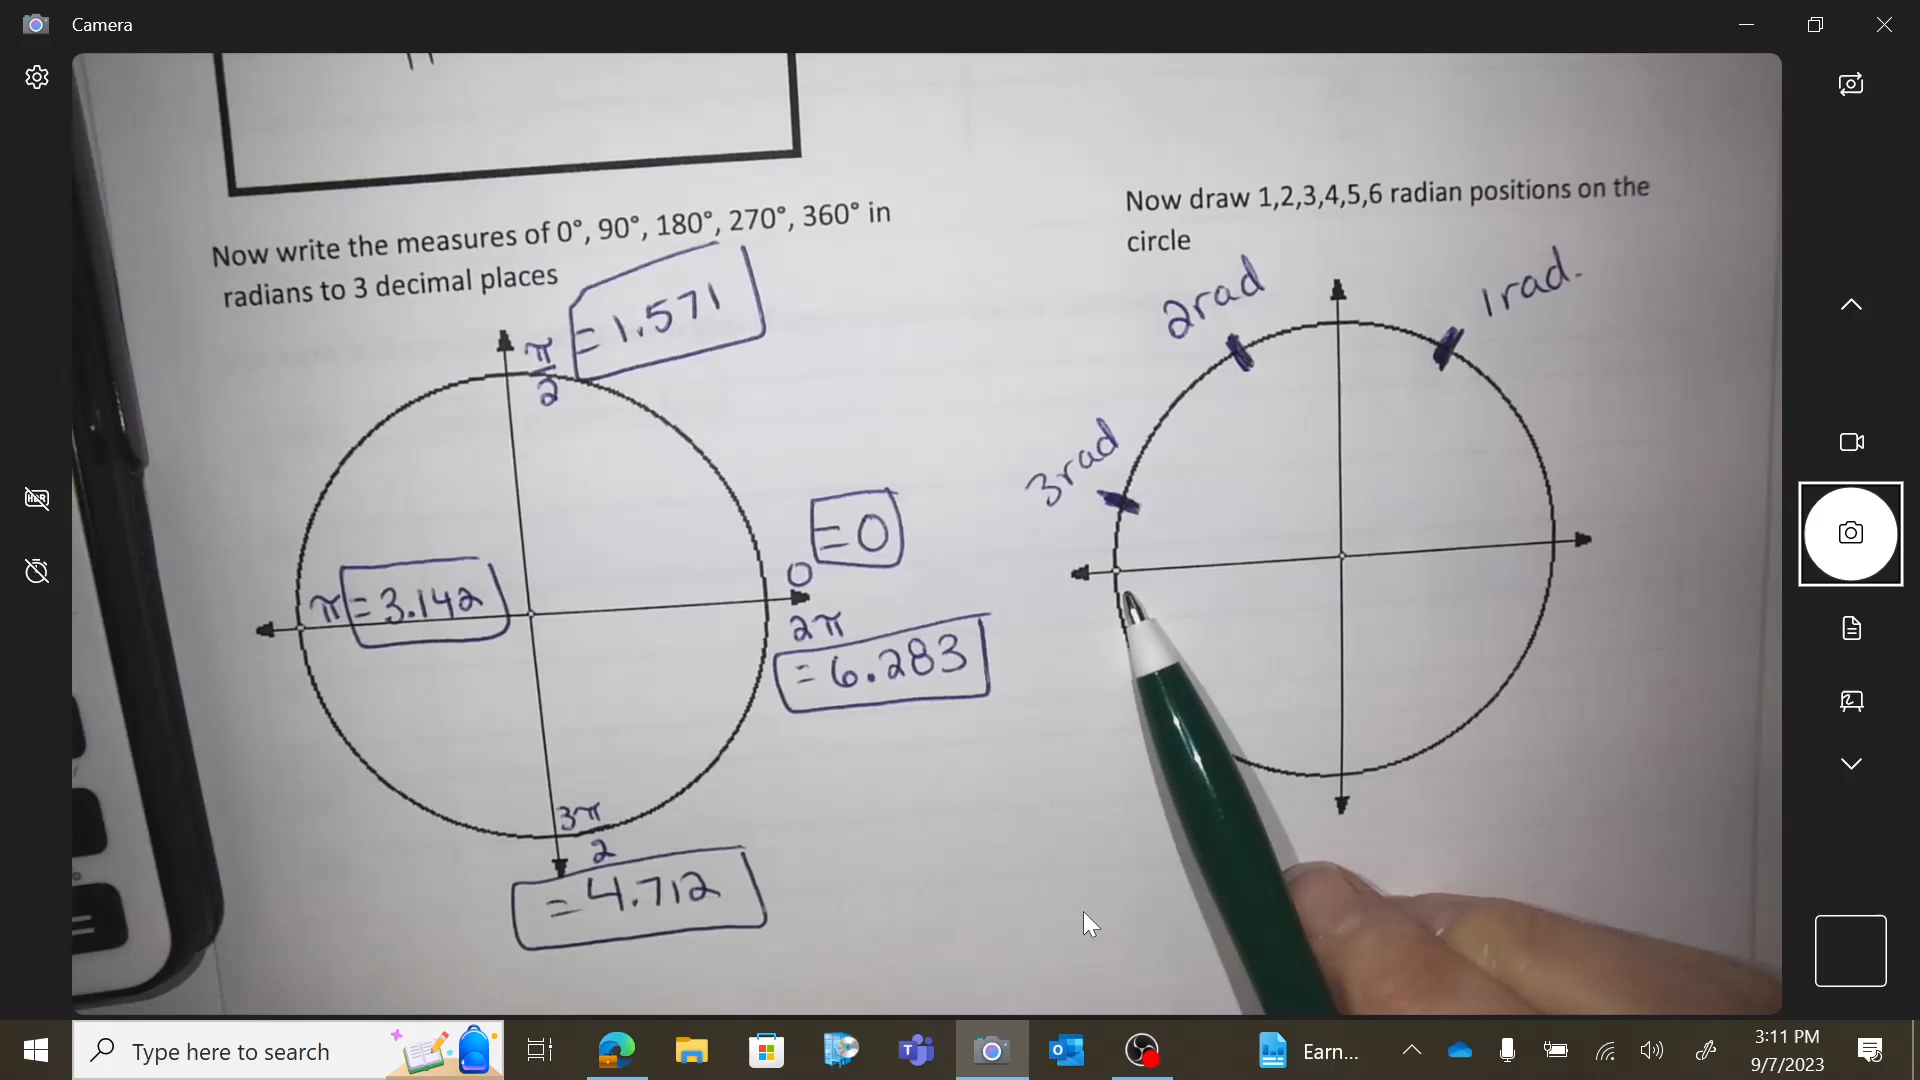 Camera
Now write the measures of 0°, 90°, 180°, 270°, 360° in
radians to 3 decimal places
π/2 = 1.571
= 0
0
2π
= 6.283
π = 3.142
3π/2
= 4.712
Now draw 1,2,3,4,5,6 radian positions on the
circle
2rad
1rad.
3rad
Type here to search
Earn...
3:11 PM
9/7/2023